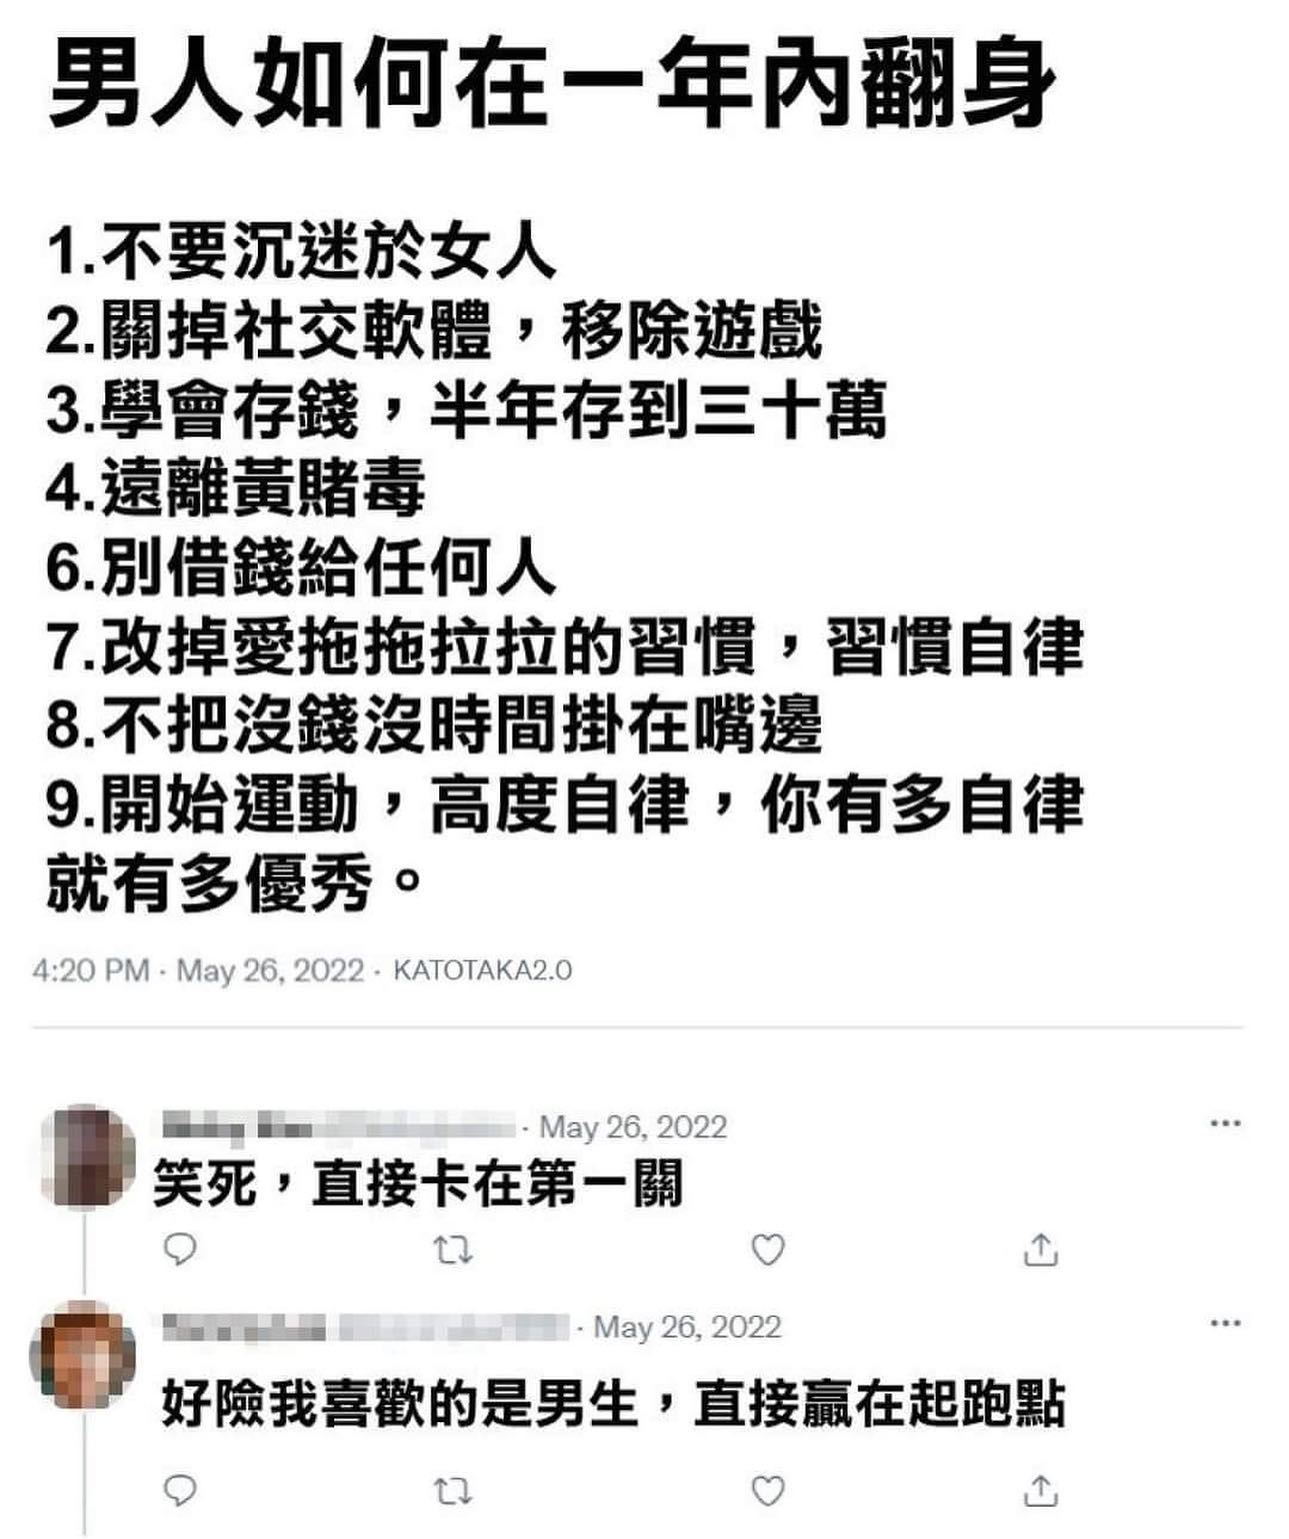 男人如何在一年內翻身
1.不要沉迷於女人
2.關掉社交軟體，移除遊戲
3.學會存錢，半年存到三十萬
4.遠離黃賭毒
6.別借錢給任何人
7.改掉愛拖拖拉拉的習慣，習慣自律
8.不把沒錢沒時間掛在嘴邊
9.開始運動，高度自律，你有多自律
就有多優秀。
4:20 PM · May 26, 2022 · KATOTAKA2.0
· May 26, 2022
笑死，直接卡在第一關
· May 26, 2022
好險我喜歡的是男生，直接贏在起跑點